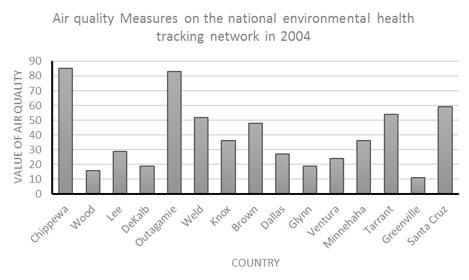 Air quality Measures on the national environmental health
tracking network in 2004
VALUE OF AIR QUALITY
90
80
70
60
50
40
30
20
10
0
Chippewa
Wood
Lee
DeKalb
Outagamie
Weld
Knox
Brown
Dallas
Glynn
Ventura
Minnehaha
Tarrant
Greenville
Santa Cruz
COUNTRY